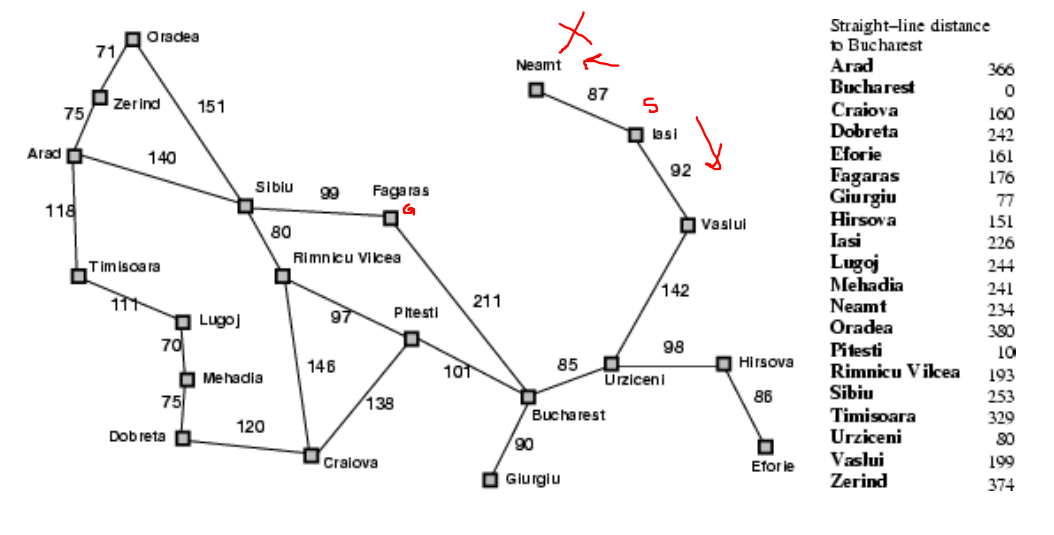 Oradea
71
Neamt
87
Zerind
151
75
S
Iasi
Arad
140
92
Sibiu
99
Fagaras
G
118
80
Vaslui
Rimnicu Vilcea
Timisoara
142
111
211
Lugoj
97
Pitesti
70
98
Hirsova
146
85
Mehadia
101
Urziceni
86
75
138
Bucharest
120
Dobreta
90
Craiova
Eforie
Giurgiu
Straight–line distance
to Bucharest
Arad 366
Bucharest 0
Craiova 160
Dobreta 242
Eforie 161
Fagaras 176
Giurgiu 77
Hirsova 151
Iasi 226
Lugoj 244
Mehadia 241
Neamt 234
Oradea 380
Pitesti 10
Rimnicu Vilcea 193
Sibiu 253
Timisoara 329
Urziceni 80
Vaslui 199
Zerind 374